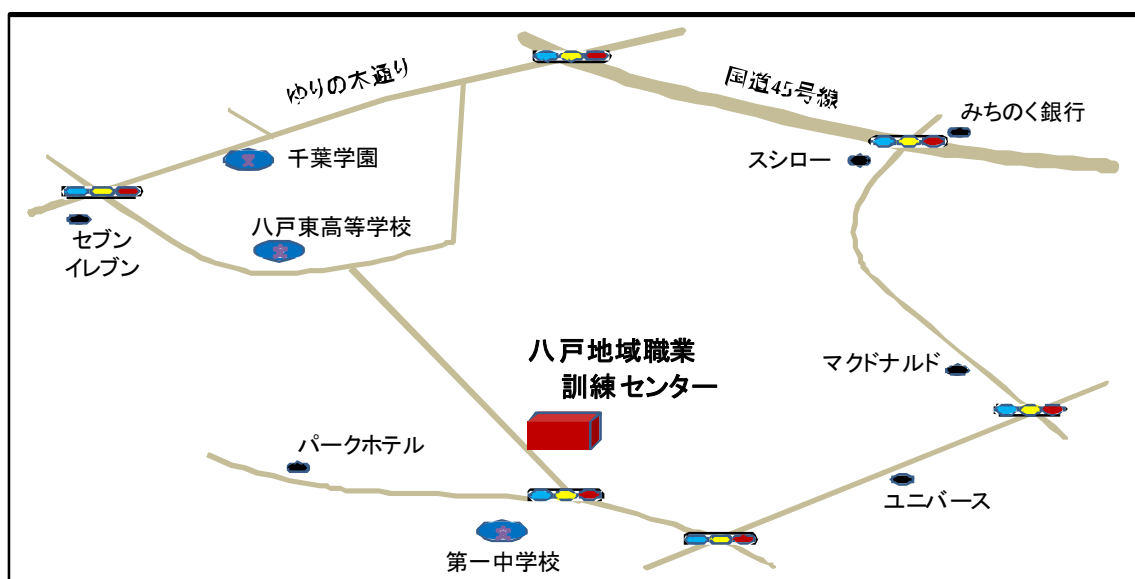 ゆりの木通り
国道45号線
みちのく銀行
スシロー
千葉学園
八戸東高等学校
セブン
イレブン
八戸地域職業
訓練センター
マクドナルド
パークホテル
ユニバース
第一中学校